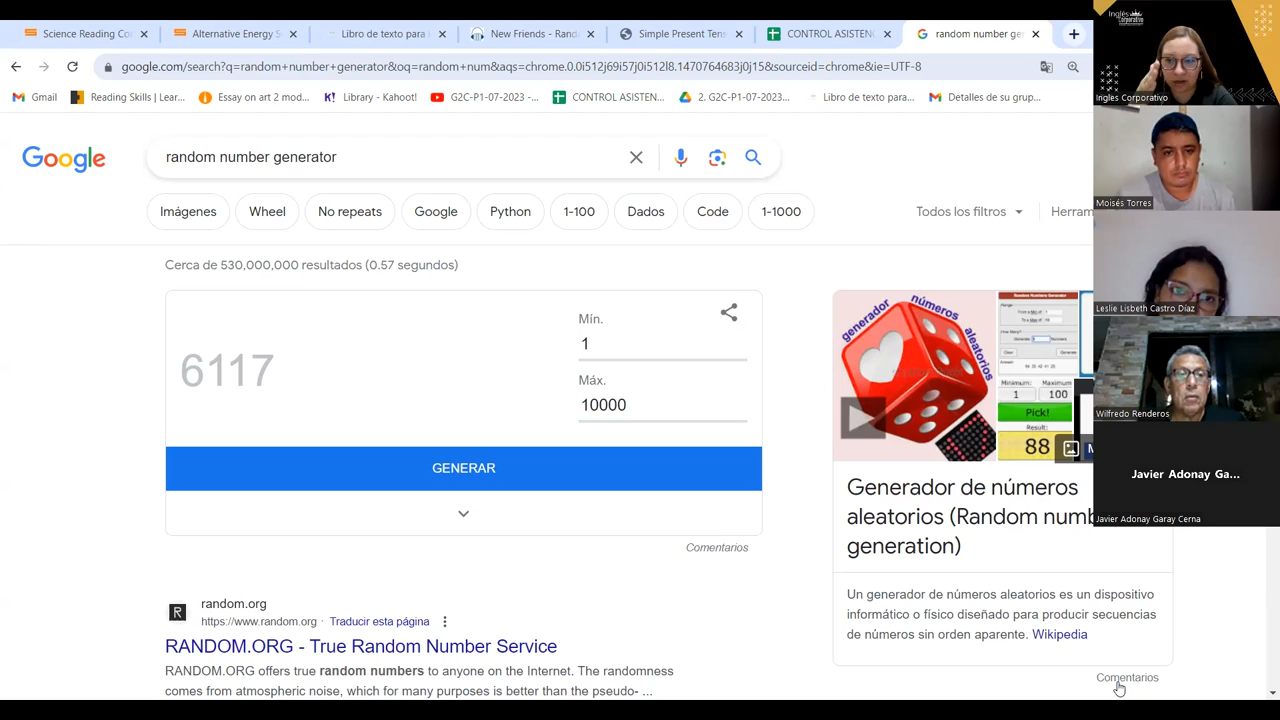 Science Reading Co
Alternative Energy S
Libro de texto para
New Friends - Rand
Simple Present Ten
CONTROL ASISTEN
random number ge
google.com/search?q=random+number+generator&oq=random+number+&aqs=chrome.0.0i512j69i57j0i512l8.1470764683j0j15&sourceid=chrome&ie=UTF-8
Gmail
Reading Skills | Lear...
Essay on art 2 mod...
Library - Kah
P1-07-2023 -...
CONTROL ASISTEN...
2. G2C-P1-07-2023...
Libro de texto para...
Detalles de su grup...
Google
random number generator
Imágenes
Wheel
No repeats
Google
Python
1-100
Dados
Code
1-1000
Todos los filtros
Herram
Cerca de 530,000,000 resultados (0.57 segundos)
6117
Mín.
1
Máx.
10000
GENERAR
Comentarios
random.org
https://www.random.org
Traducir esta página
RANDOM.ORG - True Random Number Service
RANDOM.ORG offers true random numbers to anyone on the Internet. The randomness
comes from atmospheric noise, which for many purposes is better than the pseudo- ...
generador
números
aleatorios
Minimum:
Maximum
1
100
Pick!
Result:
88
M
Generador de números
aleatorios (Random numb
generation)
Un generador de números aleatorios es un dispositivo
informático o físico diseñado para producir secuencias
de números sin orden aparente. Wikipedia
Comentarios
Inglés
Corporativo
Ingles Corporativo
Moisés Torres
Leslie Lisbeth Castro Díaz
Wilfredo Renderos
Javier Adonay Ga...
Javier Adonay Garay Cerna